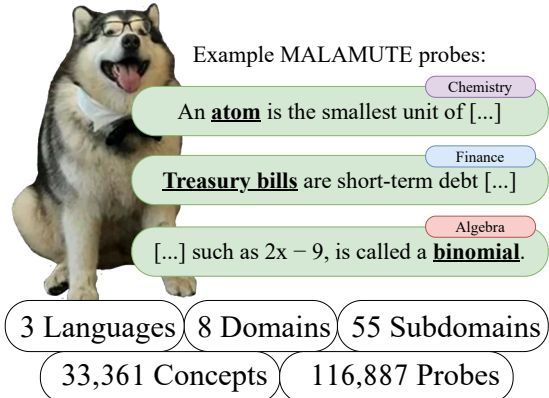 Example MALAMUTE probes:
Chemistry
An atom is the smallest unit of [...]
Finance
Treasury bills are short-term debt [...]
Algebra
[...] such as 2x − 9, is called a binomial.
3 Languages
8 Domains
55 Subdomains
33,361 Concepts
116,887 Probes